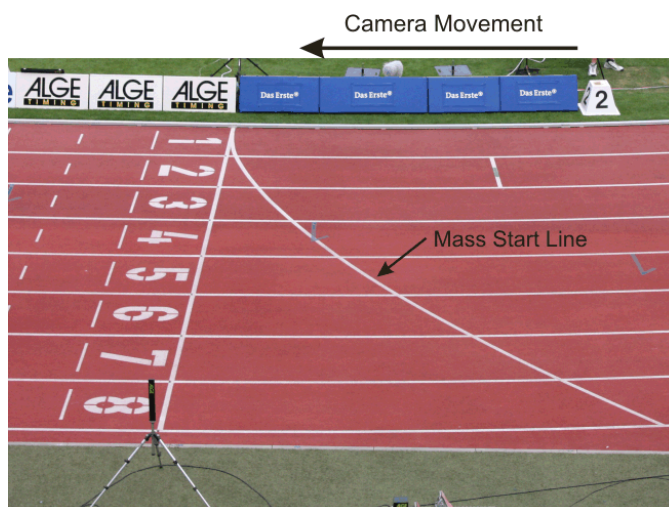 Camera Movement
ALGE ALGE ALGE Das Erste Das Erste Das Erste Das Erste 2
TIMING TIMING TIMING
1
2
3
4
Mass Start Line
5
6
7
8